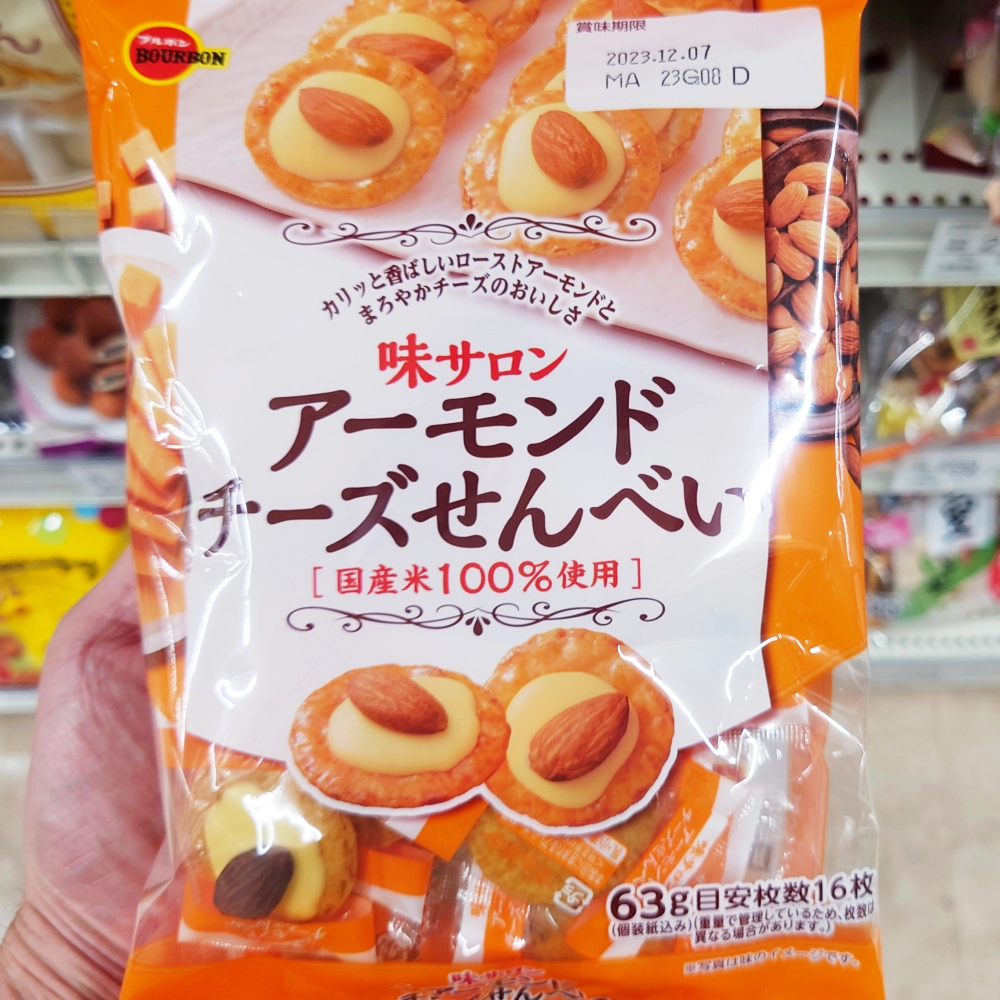 ブルボン
BOURBON
賞味期限
2023.12.07
MA 23G08 D
カリッと香ばしいローストアーモンドと
まろやかチーズのおいしさ
味サロン
アーモンド
チーズせんべい
[国産米100%使用]
63g目安枚数16枚
(個装紙込み)(重量で管理しているため、枚数は
異なる場合があります。)
※写真は味のイメージです。
味サロン